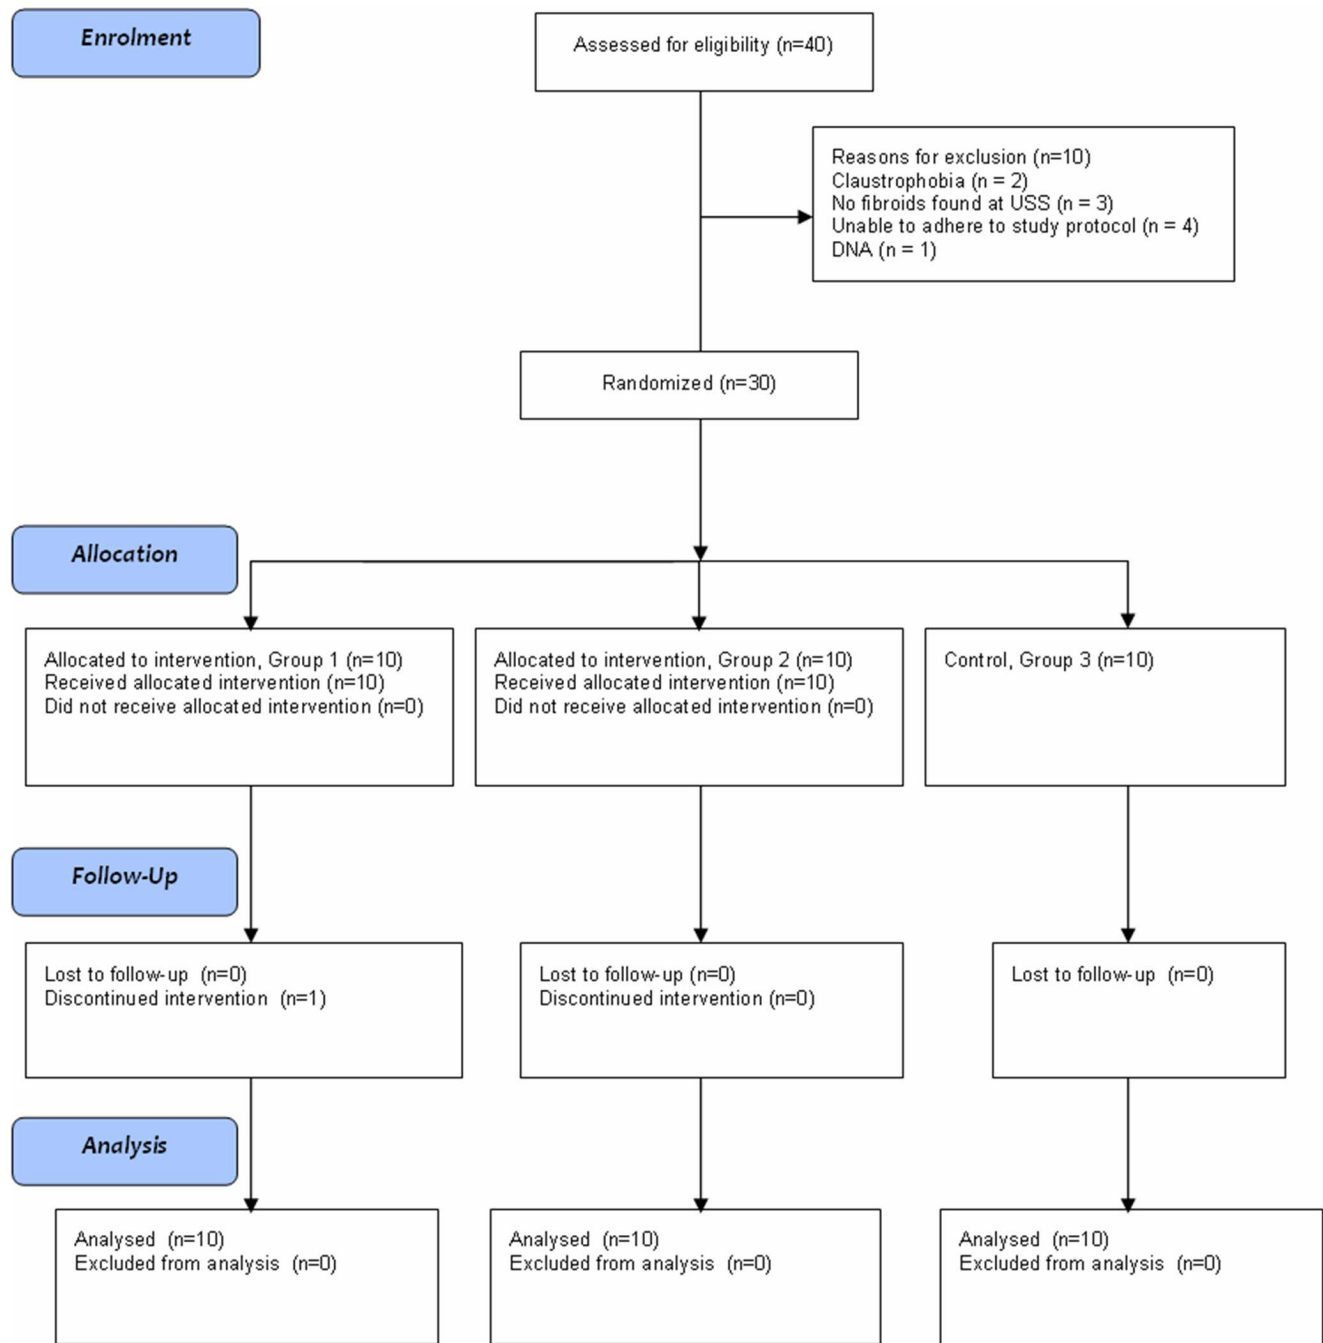 Enrolment
Assessed for eligibility (n=40)
Reasons for exclusion (n=10)
Claustrophobia (n = 2)
No fibroids found at USS (n = 3)
Unable to adhere to study protocol (n = 4)
DNA (n = 1)
Randomized (n=30)
Allocation
Allocated to intervention, Group 1 (n=10)
Received allocated intervention (n=10)
Did not receive allocated intervention (n=0)
Allocated to intervention, Group 2 (n=10)
Received allocated intervention (n=10)
Did not receive allocated intervention (n=0)
Control, Group 3 (n=10)
Follow-Up
Lost to follow-up (n=0)
Discontinued intervention (n=1)
Lost to follow-up (n=0)
Discontinued intervention (n=0)
Lost to follow-up (n=0)
Analysis
Analysed (n=10)
Excluded from analysis (n=0)
Analysed (n=10)
Excluded from analysis (n=0)
Analysed (n=10)
Excluded from analysis (n=0)